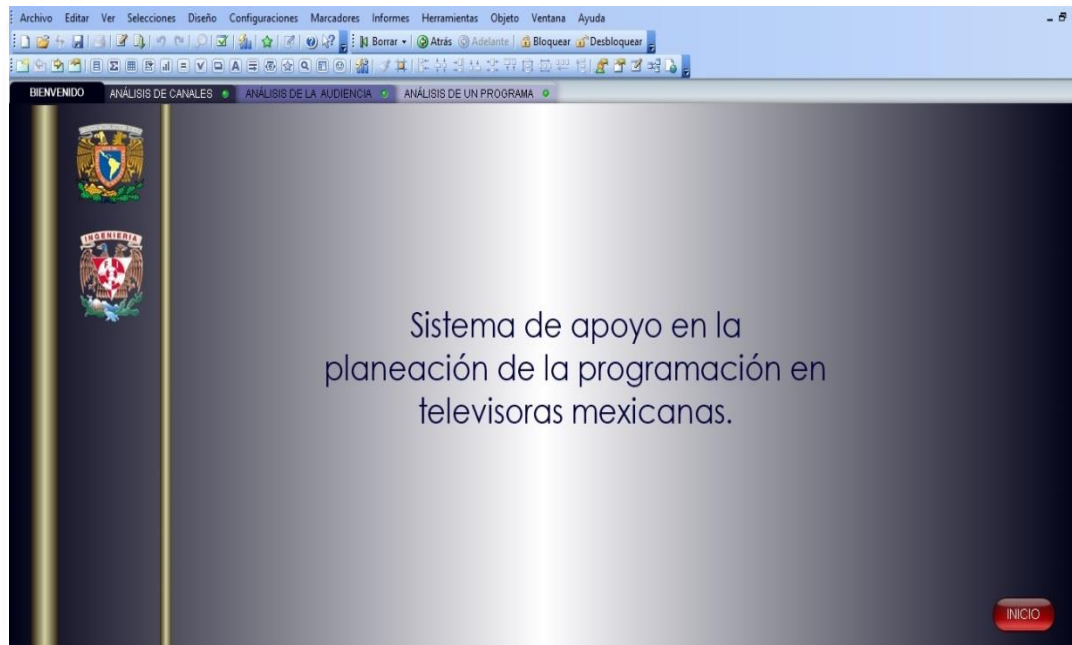 Archivo Editar Ver Selecciones Diseño Configuraciones Marcadores Informes Herramientas Objeto Ventana Ayuda
Borrar Atrás Adelante Bloquear Desbloquear
BIENVENIDO ANÁLISIS DE CANALES ANÁLISIS DE LA AUDIENCIA ANÁLISIS DE UN PROGRAMA
INGENIERIA
Sistema de apoyo en la
planeación de la programación en
televisoras mexicanas.
INICIO